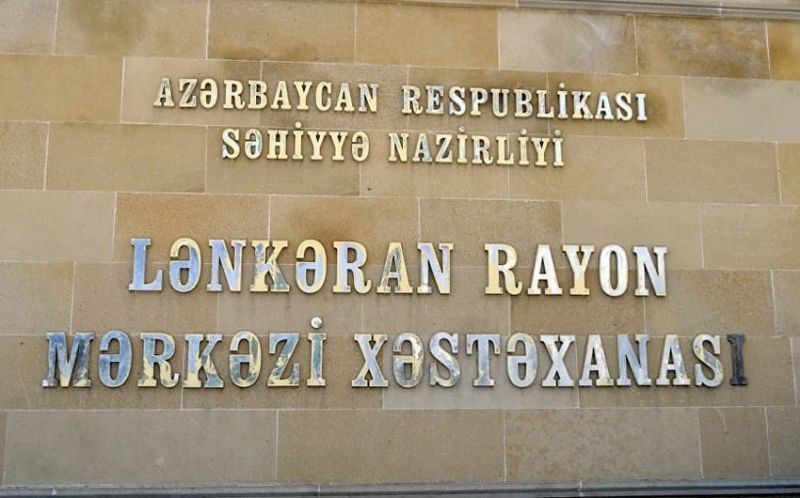 AZƏRBAYCAN RESPUBLİKASI
SƏHİYYƏ NAZİRLİYİ
LƏNKƏRAN RAYON
MƏRKƏZİ XƏSTƏXANASI